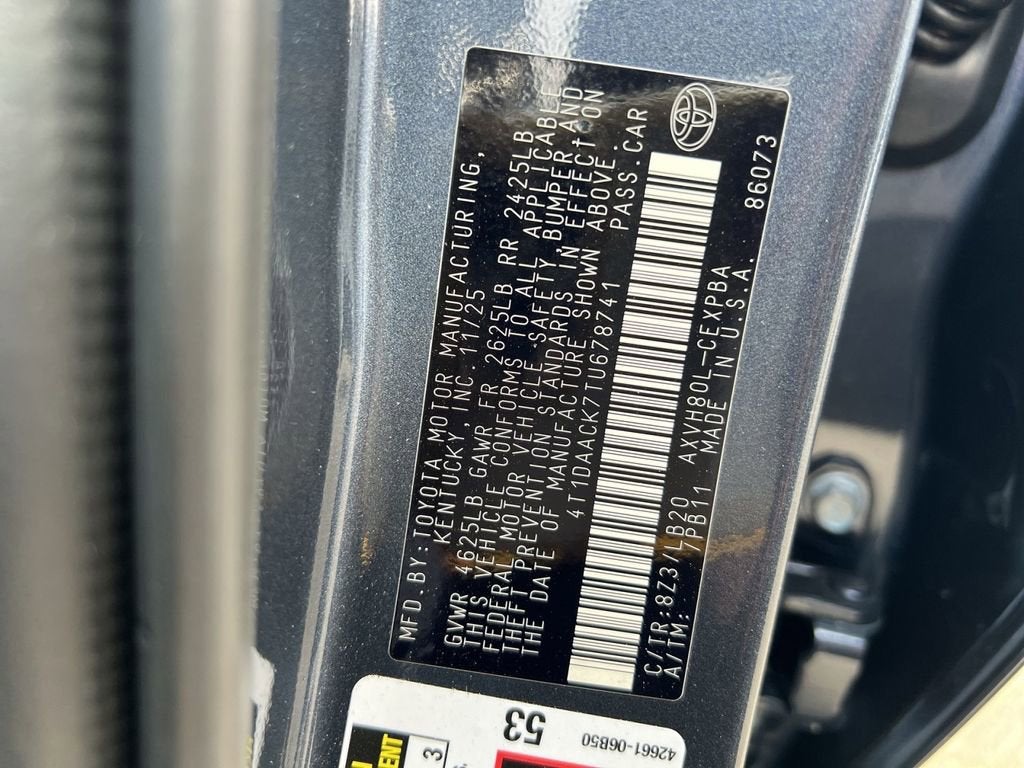 MFD.BY:TOYOTA MOTOR MANUFACTURING,
KENTUCKY, INC. 11/25
GVWR 4625LB GAWR FR 2625LB RR 2425LB
THIS VEHICLE CONFORMS TO ALL APPLICABLE
FEDERAL MOTOR VEHICLE SAFETY, BUMPER, AND
THEFT PREVENTION STANDARDS IN EFFECT ON
THE DATE OF MANUFACTURE SHOWN ABOVE.
4T1DAACK7TU678741 PASS.CAR
C/TR:8Z3/LB20 AXVH80L-CEXPBA
A/TM: 7PB11 MADE IN U.S.A. 86073
53
42661-06B50
3